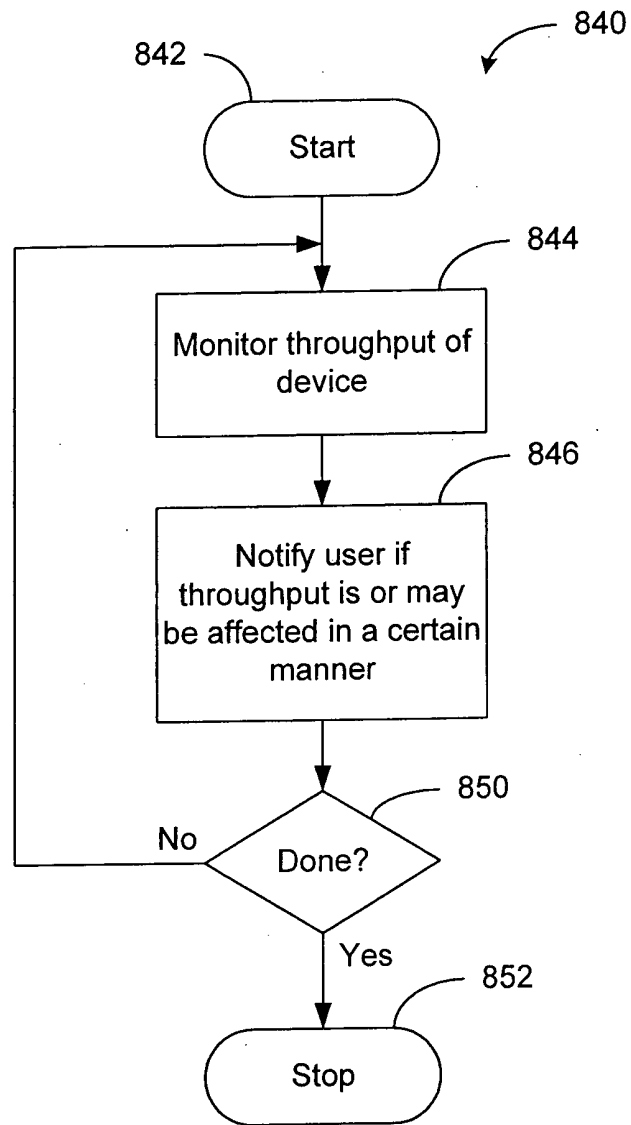 840
842
Start
844
Monitor throughput of
device
846
Notify user if
throughput is or may
be affected in a certain
manner
850
No
Done?
Yes
852
Stop